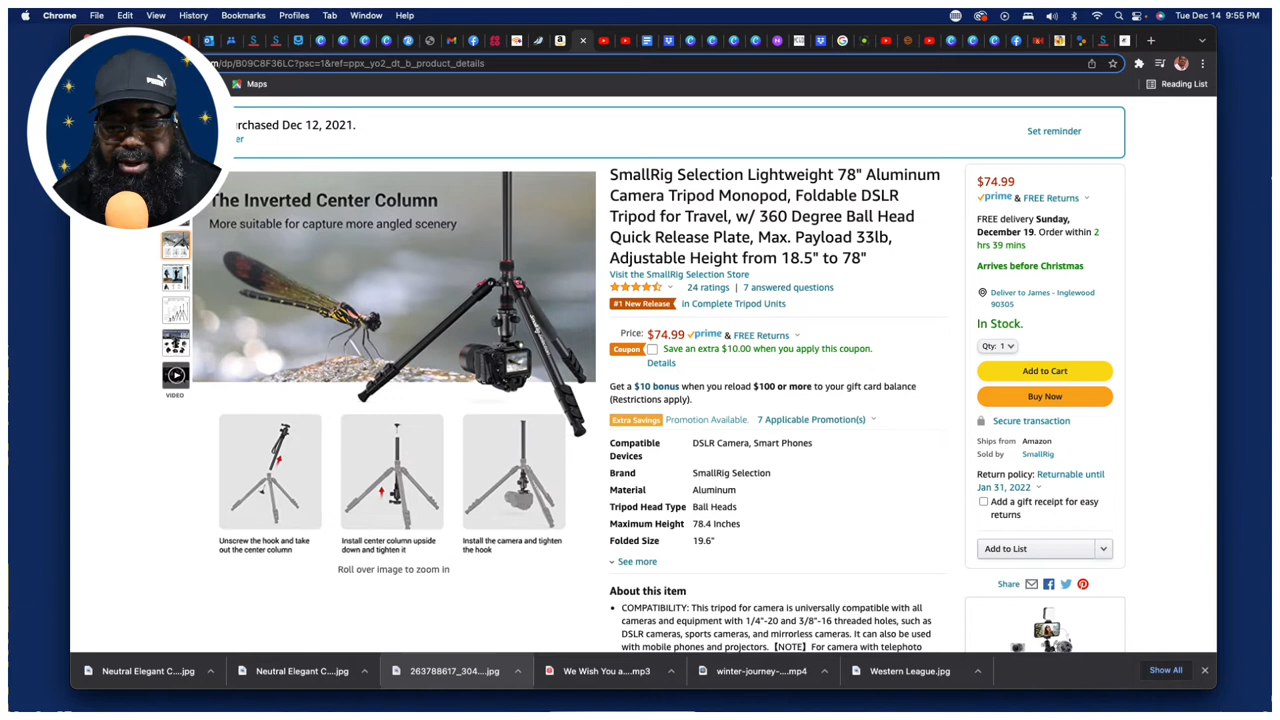 Chrome File Edit View History Bookmarks Profiles Tab Window Help Tue Dec 14 9:55 PM
/dp/B09C8F36LC?psc=1&ref=ppx_yo2_dt_b_product_details
Maps
Reading List
rchased Dec 12, 2021.
er
Set reminder
PUMA
The Inverted Center Column
More suitable for capture more angled scenery
VIDEO
Unscrew the hook and take
out the center column
Install center column upside
down and tighten it
Install the camera and tighten
the hook
Roll over image to zoom in
SmallRig Selection Lightweight 78" Aluminum
Camera Tripod Monopod, Foldable DSLR
Tripod for Travel, w/ 360 Degree Ball Head
Quick Release Plate, Max. Payload 33lb,
Adjustable Height from 18.5" to 78"
Visit the SmallRig Selection Store
24 ratings | 7 answered questions
#1 New Release in Complete Tripod Units
Price: $74.99 prime & FREE Returns
Coupon Save an extra $10.00 when you apply this coupon.
Details
Get a $10 bonus when you reload $100 or more to your gift card balance
(Restrictions apply).
Extra Savings Promotion Available. 7 Applicable Promotion(s)
Compatible
Devices
DSLR Camera, Smart Phones
Brand SmallRig Selection
Material Aluminum
Tripod Head Type Ball Heads
Maximum Height 78.4 Inches
Folded Size 19.6"
See more
About this item
COMPATIBILITY: This tripod for camera is universally compatible with all
cameras and equipment with 1/4"-20 and 3/8"-16 threaded holes, such as
DSLR cameras, sports cameras, and mirrorless cameras. It can also be used
with mobile phones and projectors.【NOTE】For camera with telephoto
$74.99
prime & FREE Returns
FREE delivery Sunday,
December 19. Order within 2
hrs 39 mins
Arrives before Christmas
Deliver to James - Inglewood
90305
In Stock.
Qty: 1
Add to Cart
Buy Now
Secure transaction
Ships from Amazon
Sold by SmallRig
Return policy: Returnable until
Jan 31, 2022
Add a gift receipt for easy
returns
Add to List
Share
Neutral Elegant C....jpg
Neutral Elegant C....jpg
263788617_304....jpg
We Wish You a....mp3
winter-journey-....mp4
Western League.jpg
Show All